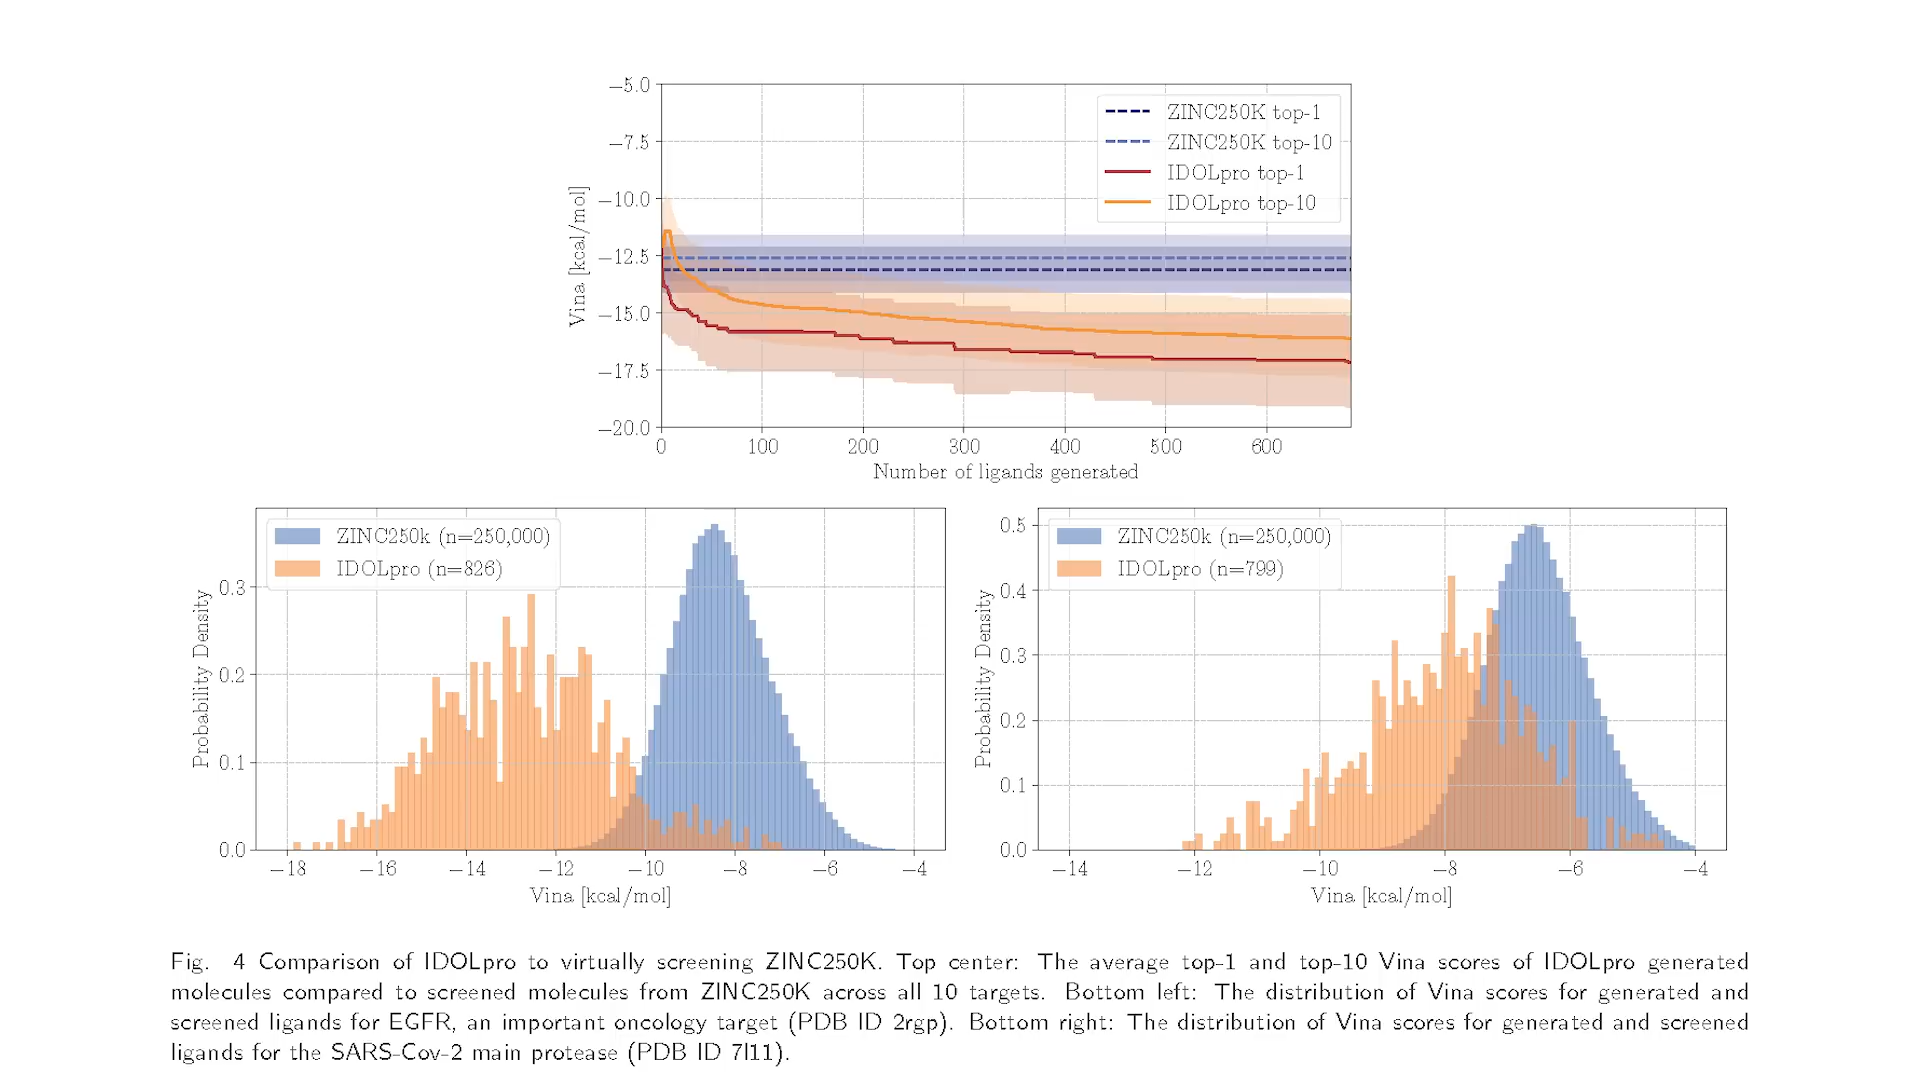 −5.0
−7.5
−10.0
−12.5
−15.0
−17.5
−20.0
Vina [kcal/mol]
ZINC250K top-1
ZINC250K top-10
IDOLpro top-1
IDOLpro top-10
0 100 200 300 400 500 600
Number of ligands generated
ZINC250k (n=250,000)
IDOLpro (n=826)
0.3
0.2
0.1
0.0
Probability Density
−18 −16 −14 −12 −10 −8 −6 −4
Vina [kcal/mol]
ZINC250k (n=250,000)
IDOLpro (n=799)
0.5
0.4
0.3
0.2
0.1
0.0
Probability Density
−14 −12 −10 −8 −6 −4
Vina [kcal/mol]
Fig. 4 Comparison of IDOLpro to virtually screening ZINC250K. Top center: The average top-1 and top-10 Vina scores of IDOLpro generated
molecules compared to screened molecules from ZINC250K across all 10 targets. Bottom left: The distribution of Vina scores for generated and
screened ligands for EGFR, an important oncology target (PDB ID 2rgp). Bottom right: The distribution of Vina scores for generated and screened
ligands for the SARS-Cov-2 main protease (PDB ID 7l11).